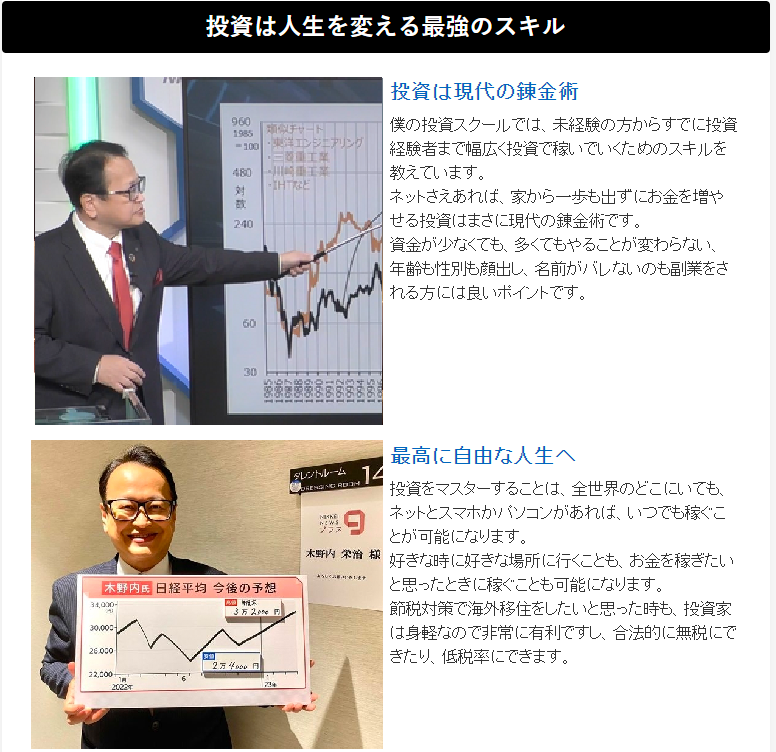 投資は人生を変える最強のスキル
投資は現代の錬金術
僕の投資スクールでは、未経験の方からすでに投資
経験者まで幅広く投資で稼いでいくためのスキルを
教えています。
ネットさえあれば、家から一歩も出ずにお金を増や
せる投資はまさに現代の錬金術です。
資金が少なくても、多くてもやることが変わらない、
年齢も性別も顔出し、名前がバレないのも副業をさ
れる方には良いポイントです。
960
1985
=100
480
対
数
240
60
30
類似チャート
・東洋エンジニアリング
・三菱重工業
・川崎重工業
・IHIなど
1985
1986
1987
1988
1989
1990
1991
1992
1993
1994
1995
最高に自由な人生へ
投資をマスターすることは、全世界のどこにいても、
ネットとスマホかパソコンがあれば、いつでも稼ぐこ
とが可能になります。
好きな時に好きな場所に行くことも、お金を稼ぎたい
と思ったときに稼ぐことも可能になります。
節税対策で海外移住をしたいと思った時も、投資家
は身軽なので非常に有利ですし、合法的に無税にで
きたり、低税率にできます。
タレントルーム 14
DRESSING ROOM
NIKKEI
NEWS
プラス 9
木野内 栄治 様
木野内氏 日経平均 今後の予想
34,000
(円)
30,000
26,000
22,000
高値
3万2000円
安値
2万4000円
1月
2022年
6
23年